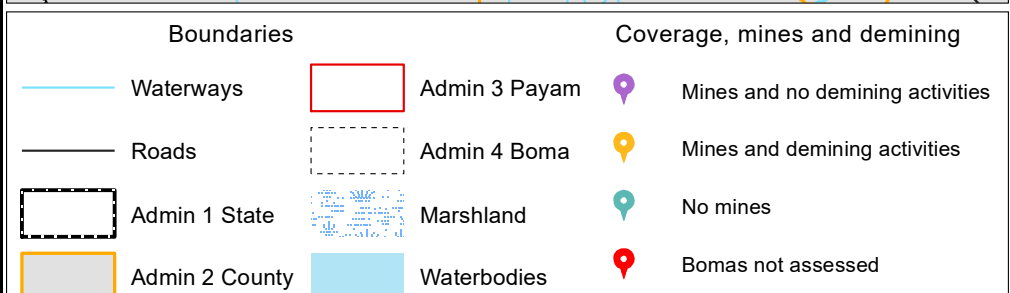 Boundaries
Waterways
Roads
Admin 1 State
Admin 2 County
Admin 3 Payam
Admin 4 Boma
Marshland
Waterbodies
Coverage, mines and demining
Mines and no demining activities
Mines and demining activities
No mines
Bomas not assessed